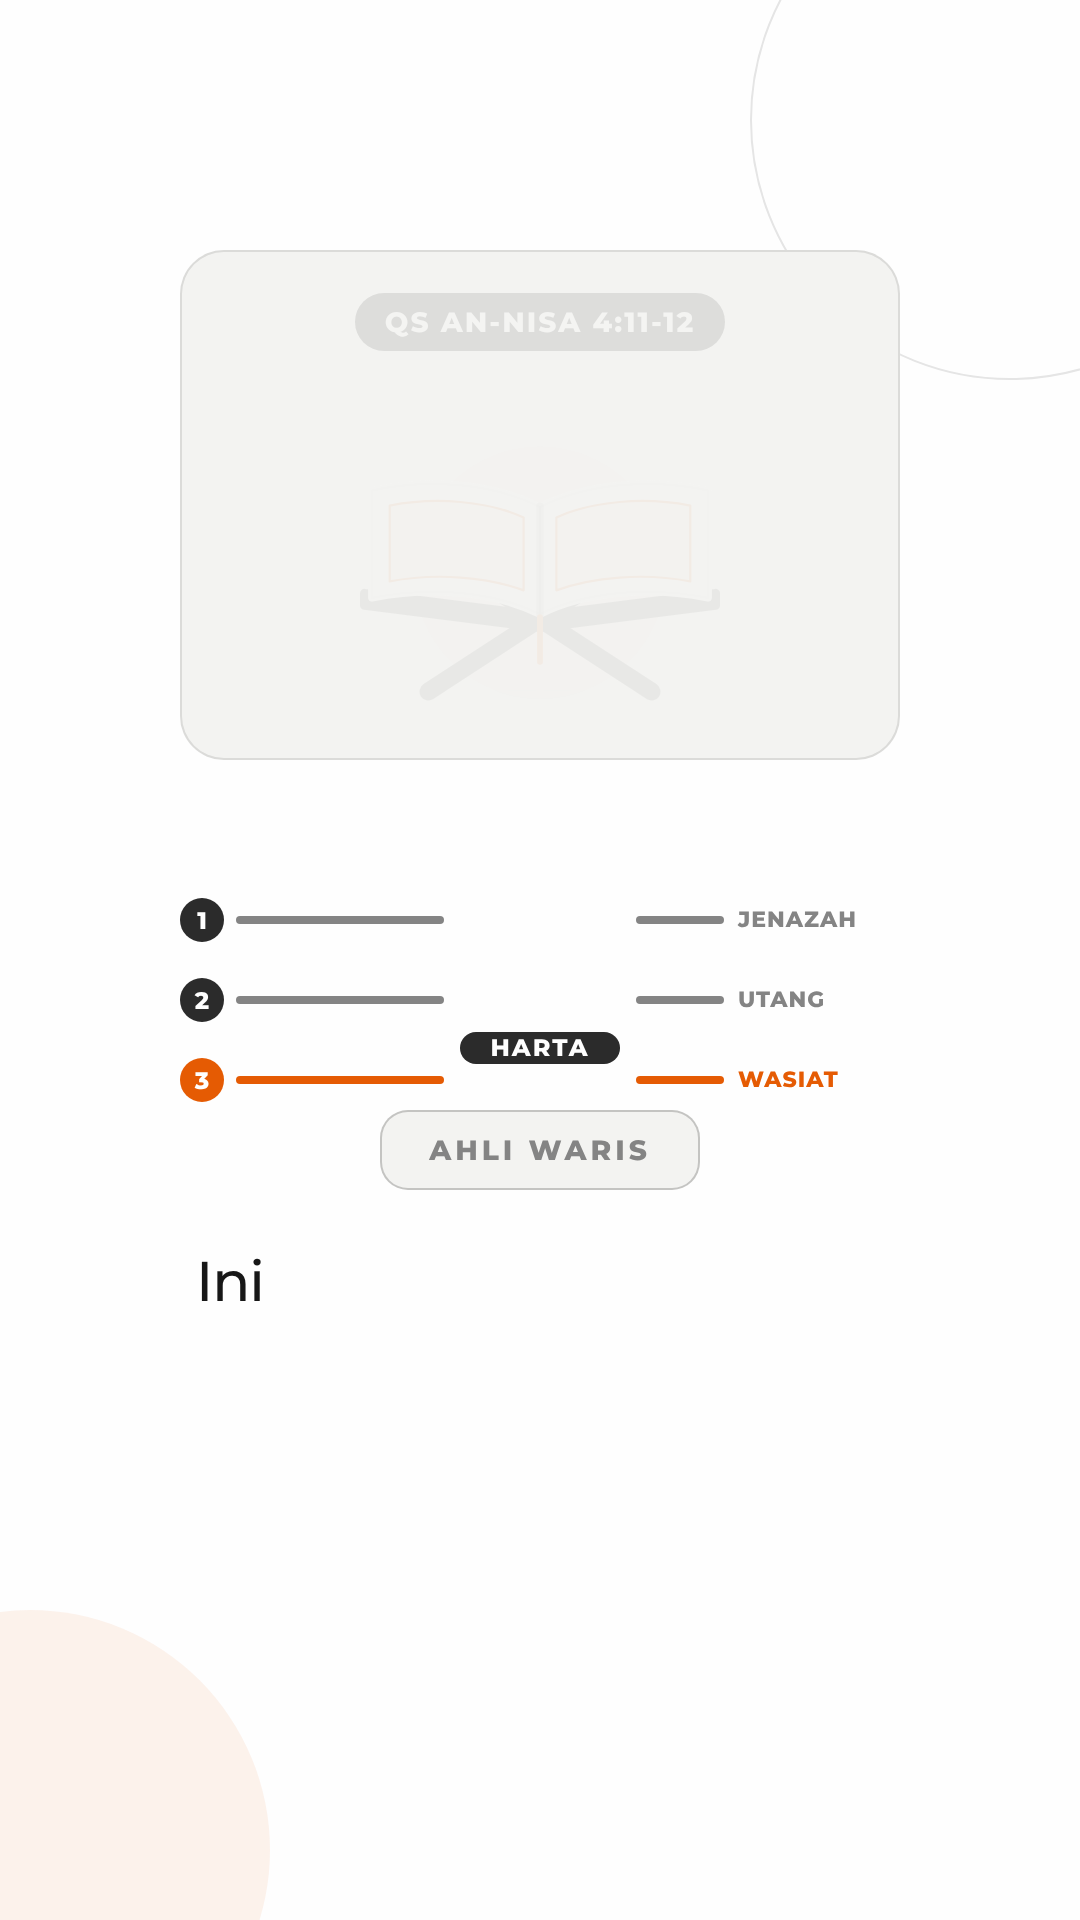 QS AN-NISA 4:11-12
1 JENAZAH
2 UTANG
HARTA
3 WASIAT
AHLI WARIS
Ini